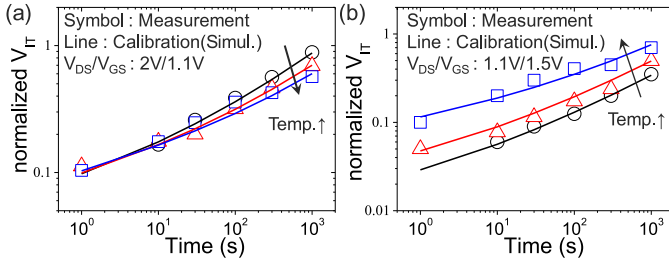 (a)
Symbol : Measurement
Line : Calibration(Simul.)
V_DS/V_GS : 2V/1.1V
Temp.↑
normalized V_IT
1
0.1
10^0 10^1 10^2 10^3
Time (s)
(b)
Symbol : Measurement
Line : Calibration(Simul.)
V_DS/V_GS : 1.1V/1.5V
Temp.↑
normalized V_IT
1
0.1
0.01
10^0 10^1 10^2 10^3
Time (s)